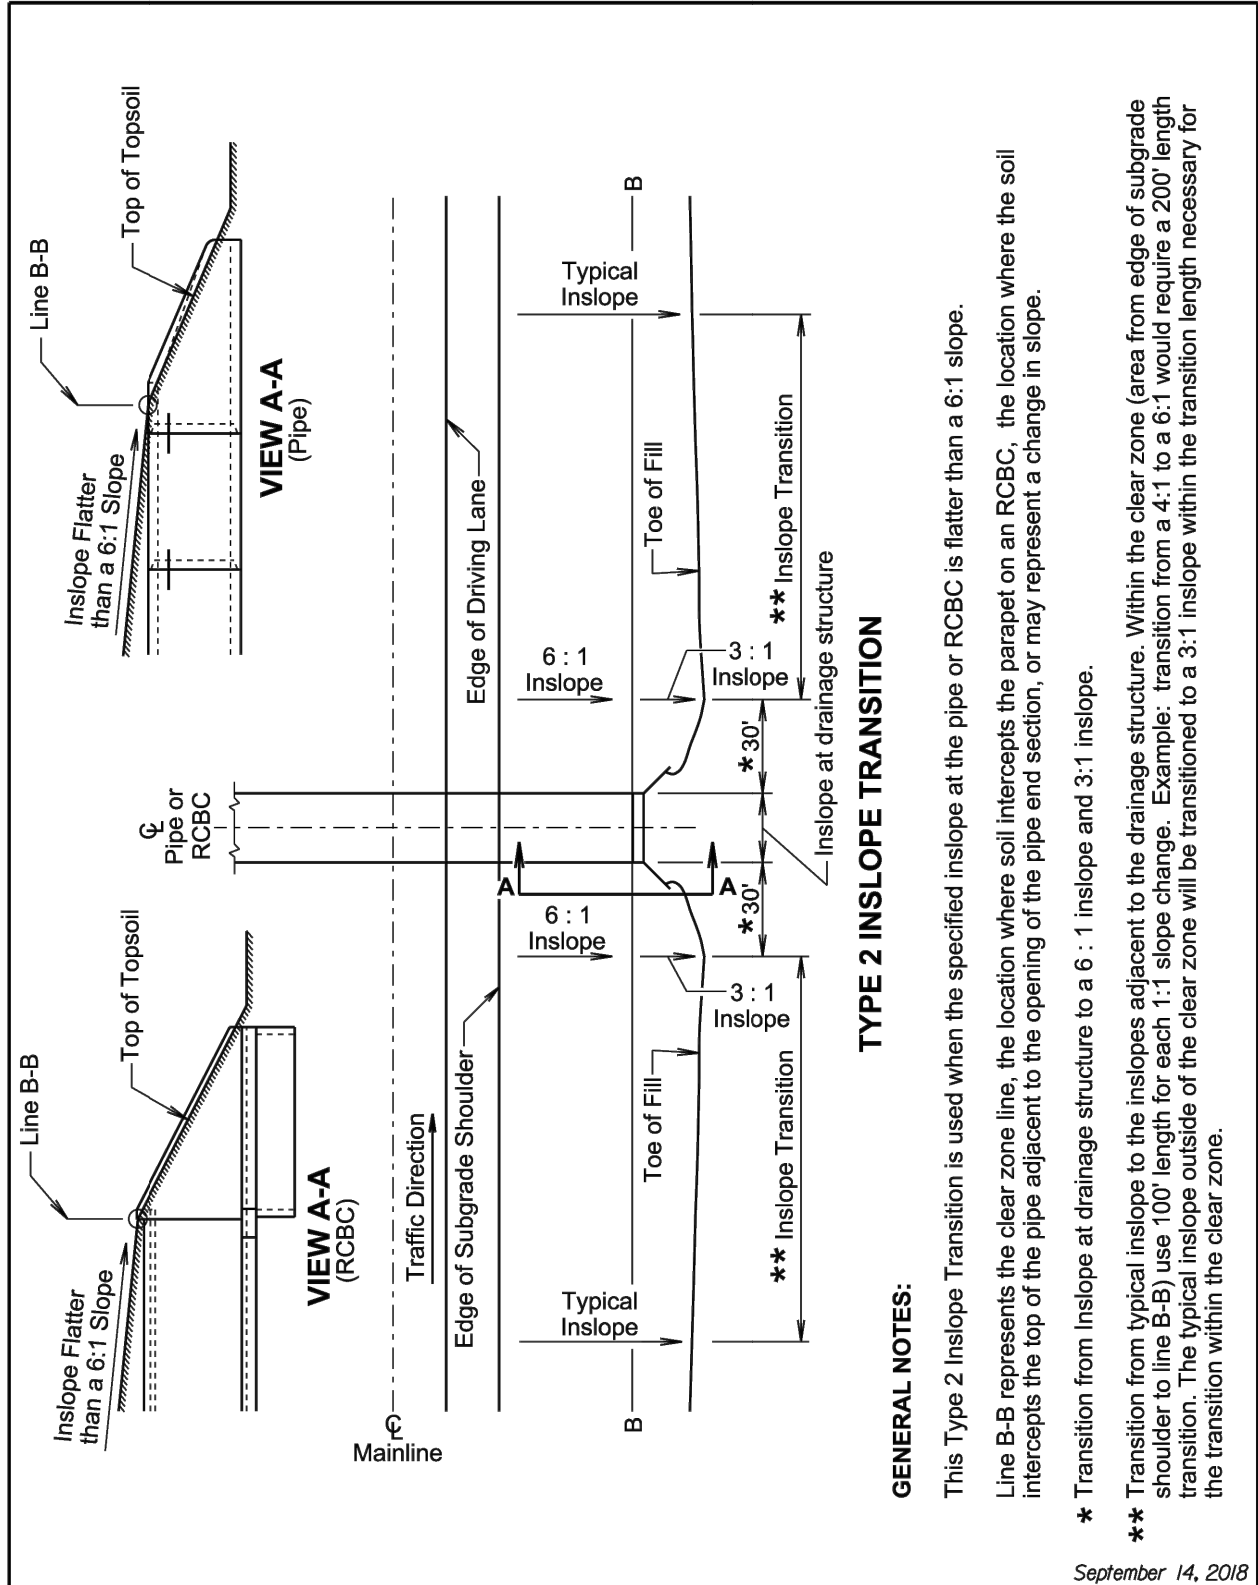 Inslope Flatter
than a 6:1 Slope
Line B-B
Top of Topsoil
VIEW A-A
(RCBC)
Inslope Flatter
than a 6:1 Slope
Line B-B
Top of Topsoil
VIEW A-A
(Pipe)
℄
Pipe or
RCBC
℄
Mainline
Traffic Direction
Edge of Subgrade Shoulder
Edge of Driving Lane
A
A
B
B
Typical
Inslope
6 : 1
Inslope
6 : 1
Inslope
Typical
Inslope
Toe of Fill
3 : 1
Inslope
3 : 1
Inslope
Toe of Fill
** Inslope Transition
*30'
*30'
** Inslope Transition
Inslope at drainage structure
TYPE 2 INSLOPE TRANSITION
GENERAL NOTES:
This Type 2 Inslope Transition is used when the specified inslope at the pipe or RCBC is flatter than a 6:1 slope.
Line B-B represents the clear zone line, the location where soil intercepts the parapet on an RCBC, the location where the soil
intercepts the top of the pipe adjacent to the opening of the pipe end section, or may represent a change in slope.
* Transition from Inslope at drainage structure to a 6 : 1 inslope and 3:1 inslope.
** Transition from typical inslope to the inslopes adjacent to the drainage structure. Within the clear zone (area from edge of subgrade
shoulder to line B-B) use 100' length for each 1:1 slope change. Example: transition from a 4:1 to a 6:1 would require a 200' length
transition. The typical inslope outside of the clear zone will be transitioned to a 3:1 inslope within the transition length necessary for
the transition within the clear zone.
September 14, 2018